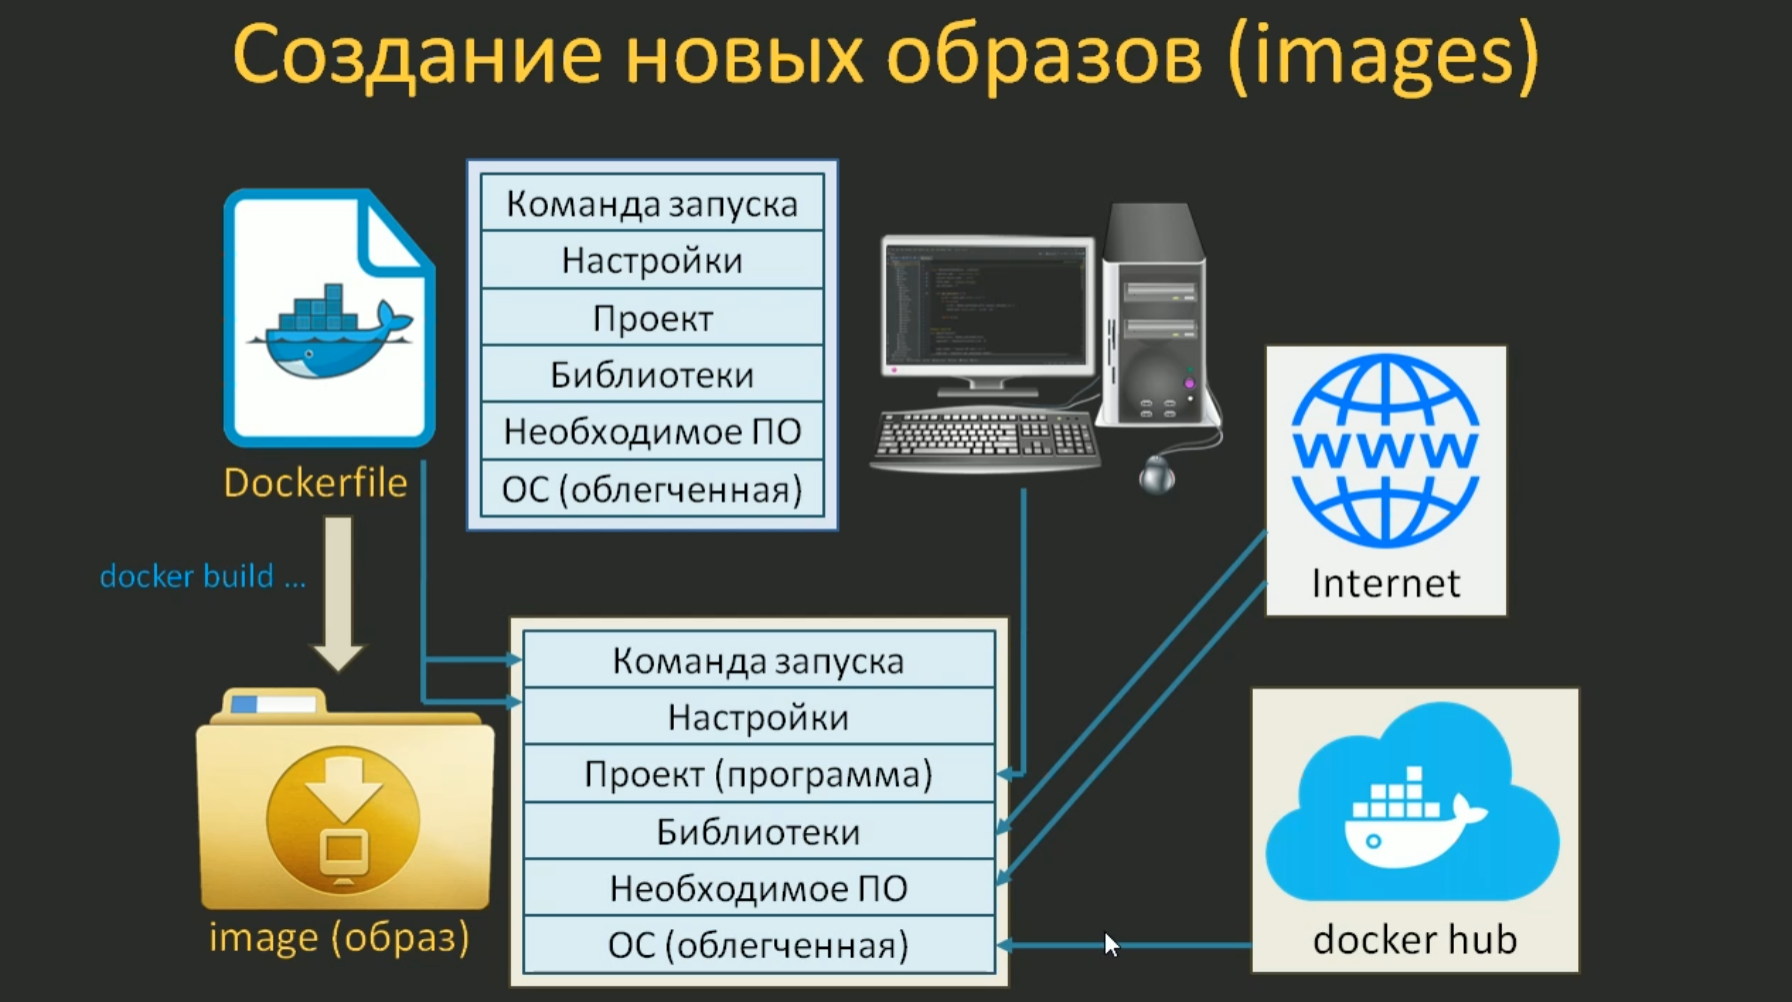 Создание новых образов (images)
Команда запуска
Настройки
Проект
Библиотеки
Необходимое ПО
ОС (облегченная)
Dockerfile
docker build ...
www
Internet
Команда запуска
Настройки
Проект (программа)
Библиотеки
Необходимое ПО
ОС (облегченная)
image (образ)
docker hub